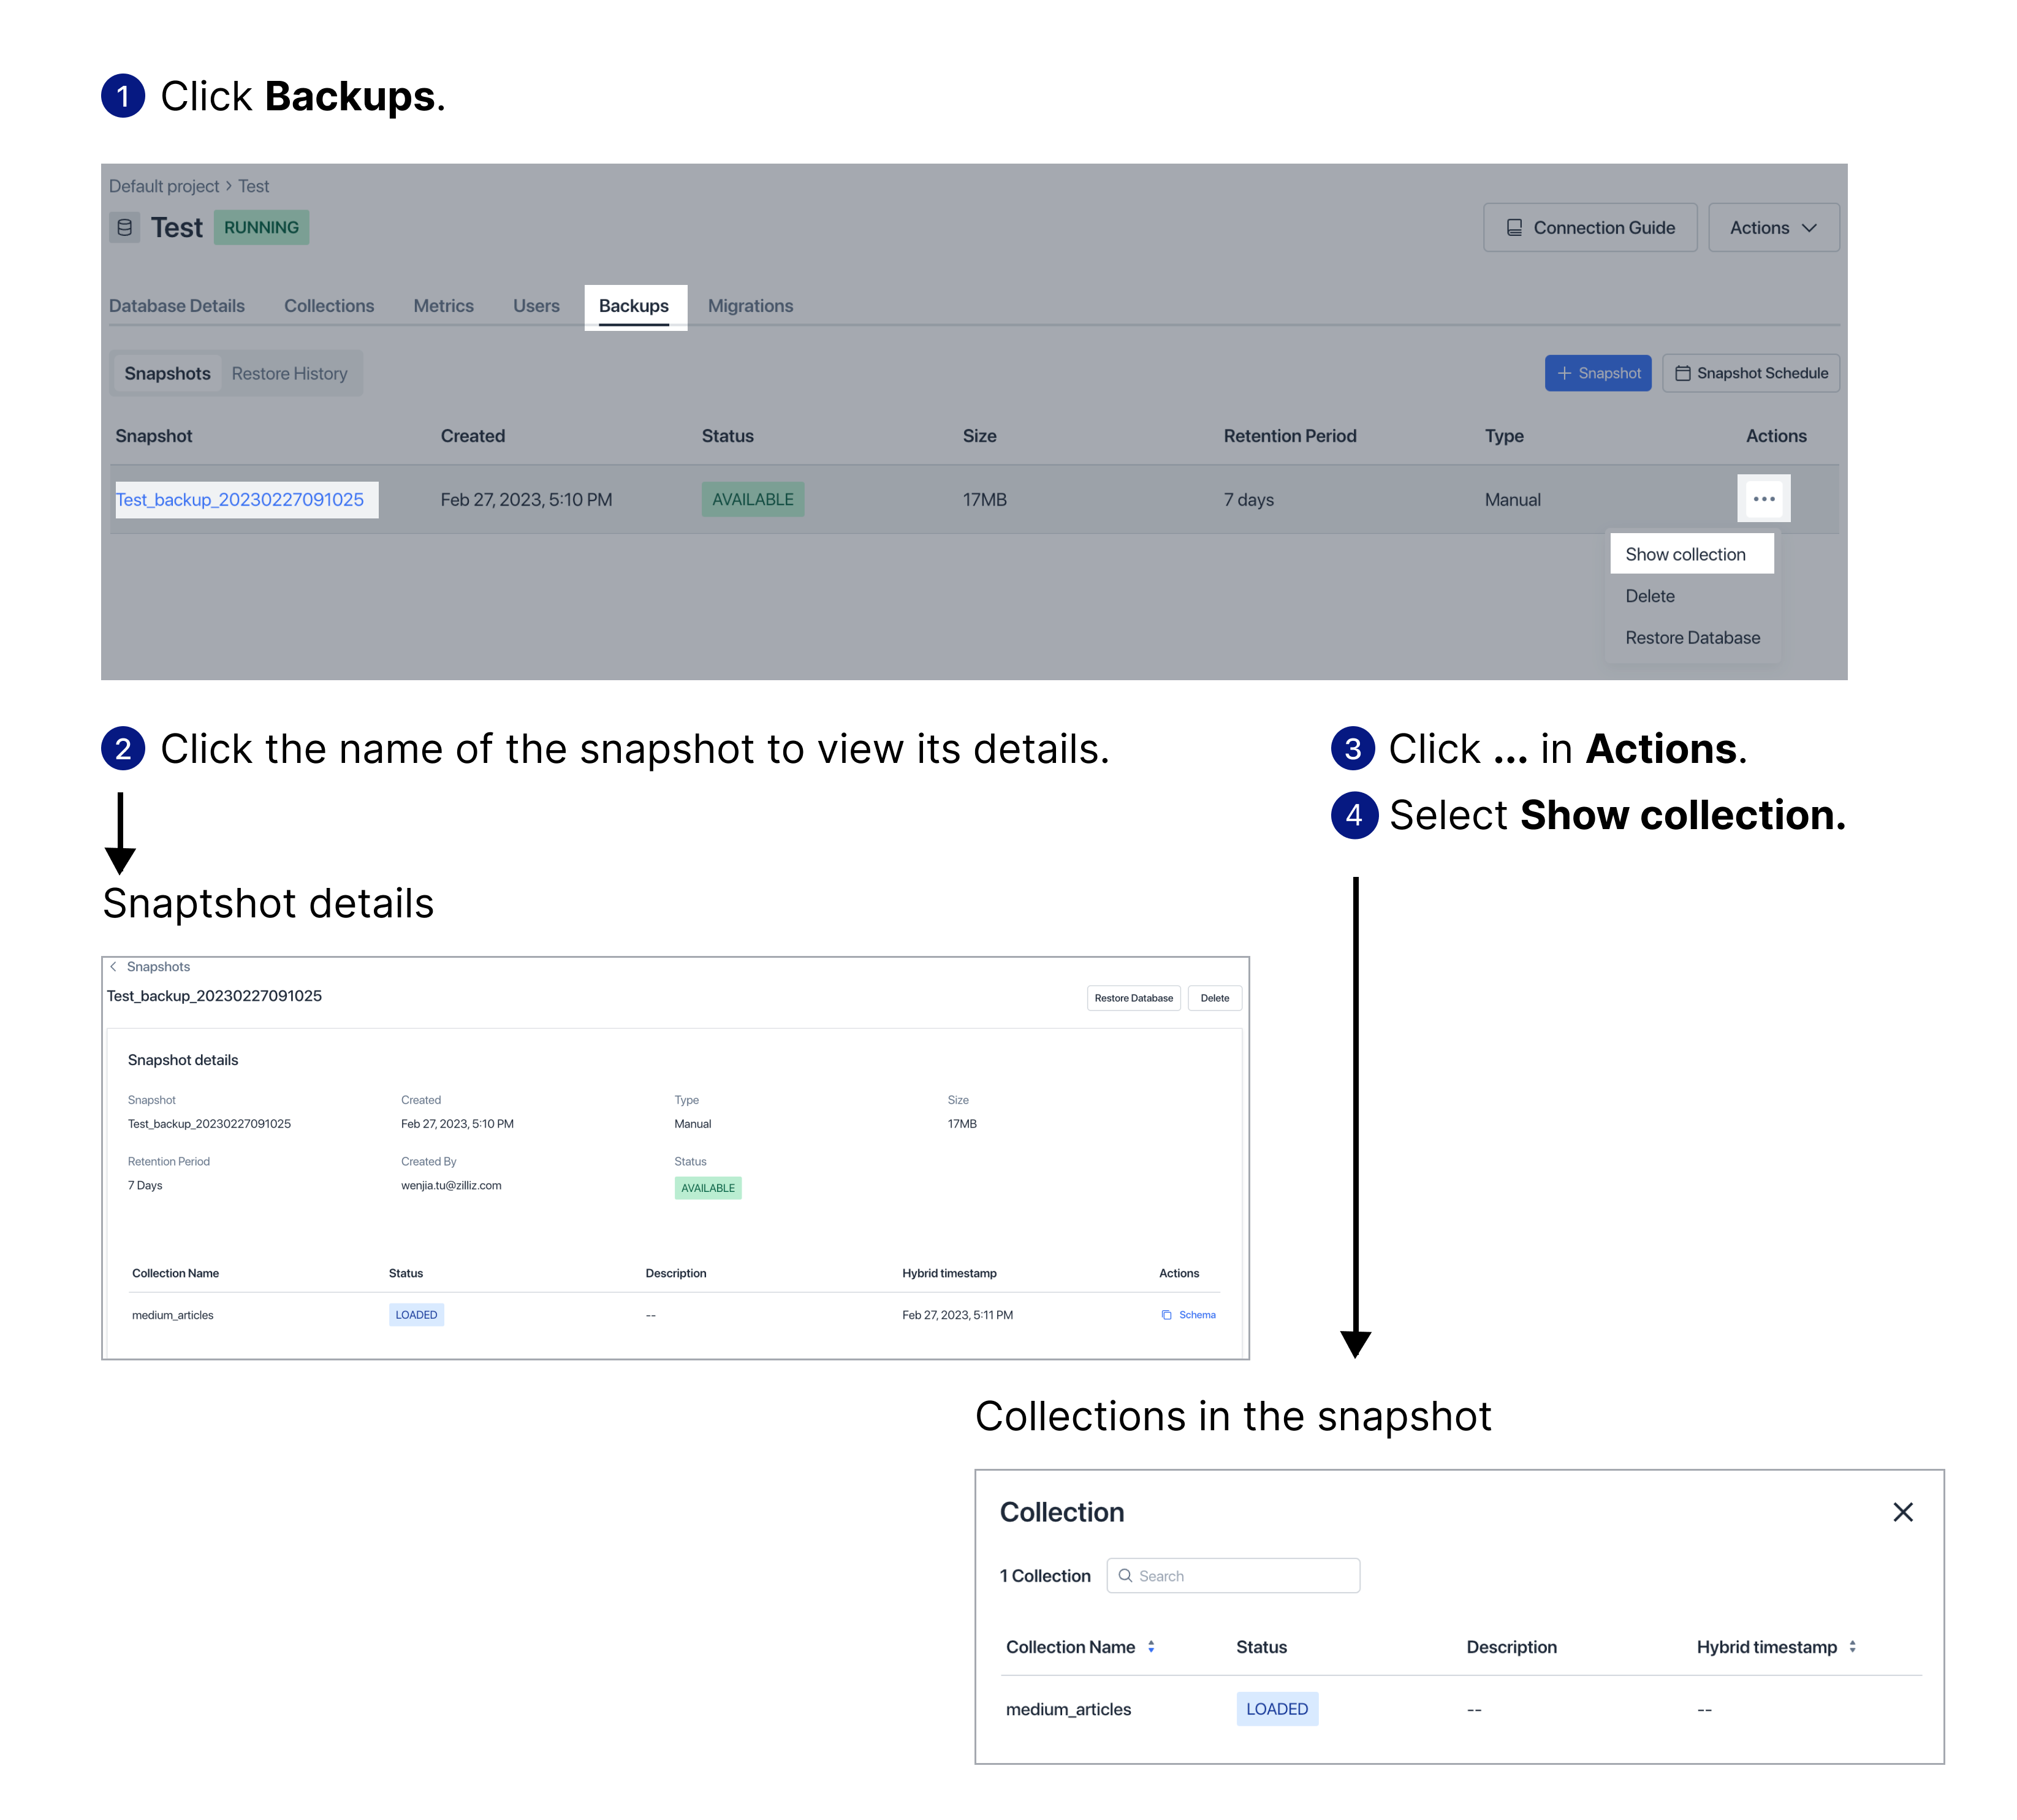 1 Click Backups.
Default project > Test
Test RUNNING
Connection Guide Actions
Database Details Collections Metrics Users Backups Migrations
Snapshots Restore History + Snapshot Snapshot Schedule
Snapshot Created Status Size Retention Period Type Actions
Test_backup_20230227091025 Feb 27, 2023, 5:10 PM AVAILABLE 17MB 7 days Manual ...
Show collection
Delete
Restore Database
2 Click the name of the snapshot to view its details.
3 Click ... in Actions.
4 Select Show collection.
Snaptshot details
< Snapshots
Test_backup_20230227091025 Restore Database Delete
Snapshot details
Snapshot Created Type Size
Test_backup_20230227091025 Feb 27, 2023, 5:10 PM Manual 17MB
Retention Period Created By Status
7 Days wenjia.tu@zilliz.com AVAILABLE
Collection Name Status Description Hybrid timestamp Actions
medium_articles LOADED -- Feb 27, 2023, 5:11 PM Schema
Collections in the snapshot
Collection
1 Collection Search
Collection Name Status Description Hybrid timestamp
medium_articles LOADED -- --